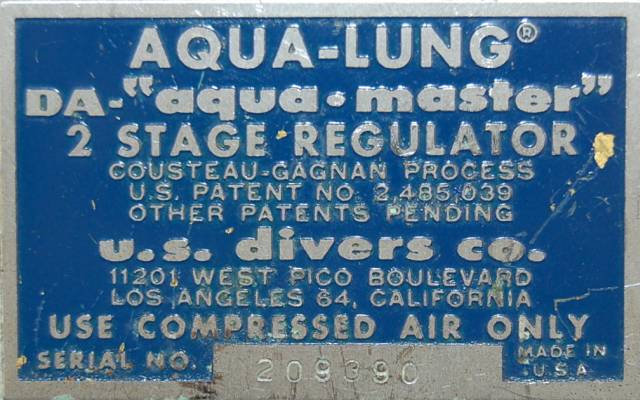 AQUA-LUNG®
DA-"aqua•master"
2 STAGE REGULATOR
COUSTEAU-GAGNAN PROCESS
U.S. PATENT NO. 2,485,039
OTHER PATENTS PENDING
u.s. divers co.
11201 WEST PICO BOULEVARD
LOS ANGELES 64, CALIFORNIA
USE COMPRESSED AIR ONLY
SERIAL NO. 209390 MADE IN
U.S.A